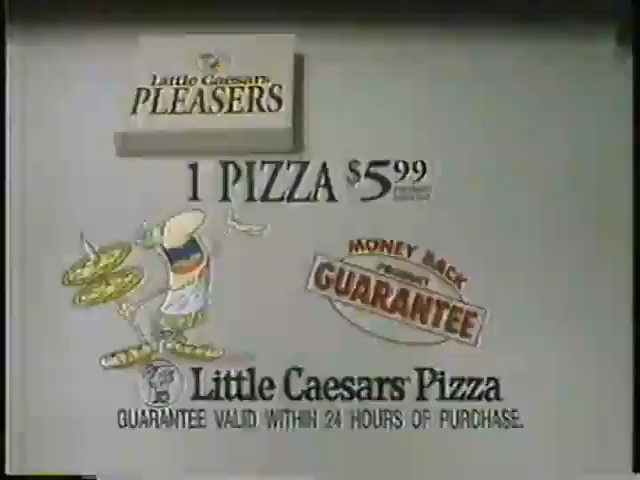 Little Caesars
PLEASERS
1 PIZZA $5.99
MONEY BACK
PRODUCT
GUARANTEE
Little Caesars Pizza
GUARANTEE VALID WITHIN 24 HOURS OF PURCHASE.